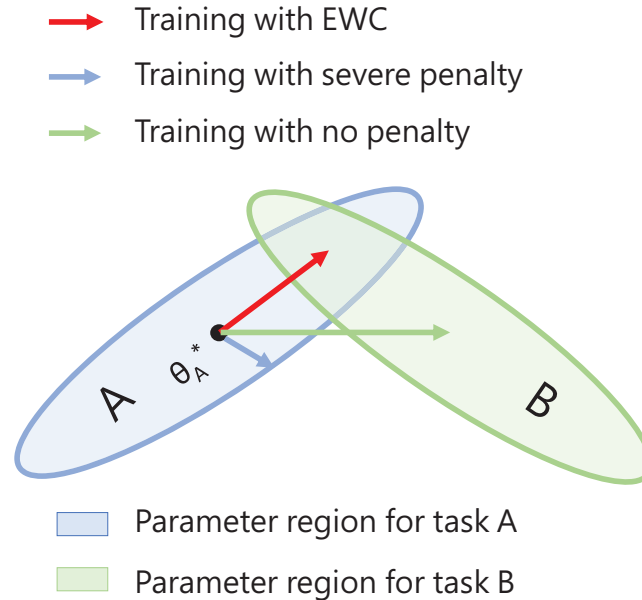 Training with EWC
Training with severe penalty
Training with no penalty
θ_A^*
A
B
Parameter region for task A
Parameter region for task B